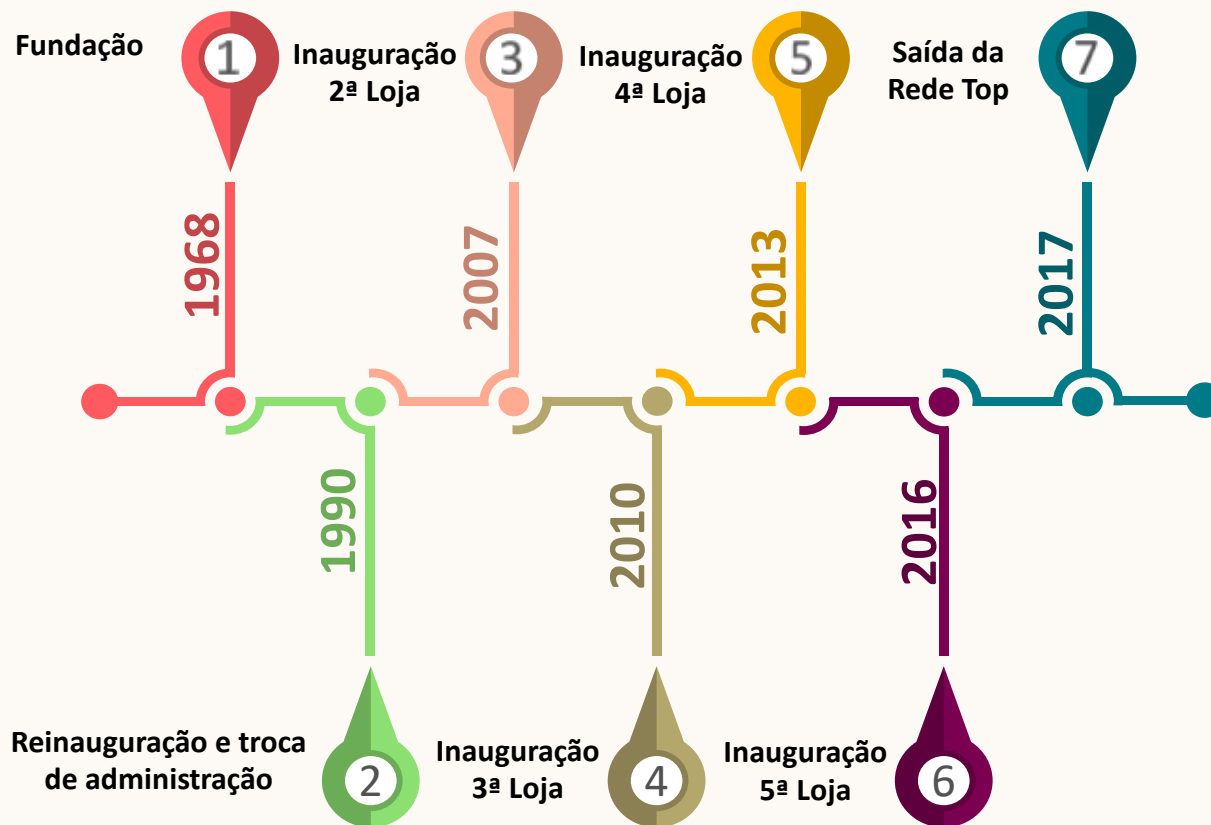 Fundação
1
1968
Reinauguração e troca
de administração
2
1990
Inauguração
2ª Loja
3
2007
Inauguração
3ª Loja
4
2010
Inauguração
4ª Loja
5
2013
Inauguração
5ª Loja
6
2016
Saída da
Rede Top
7
2017